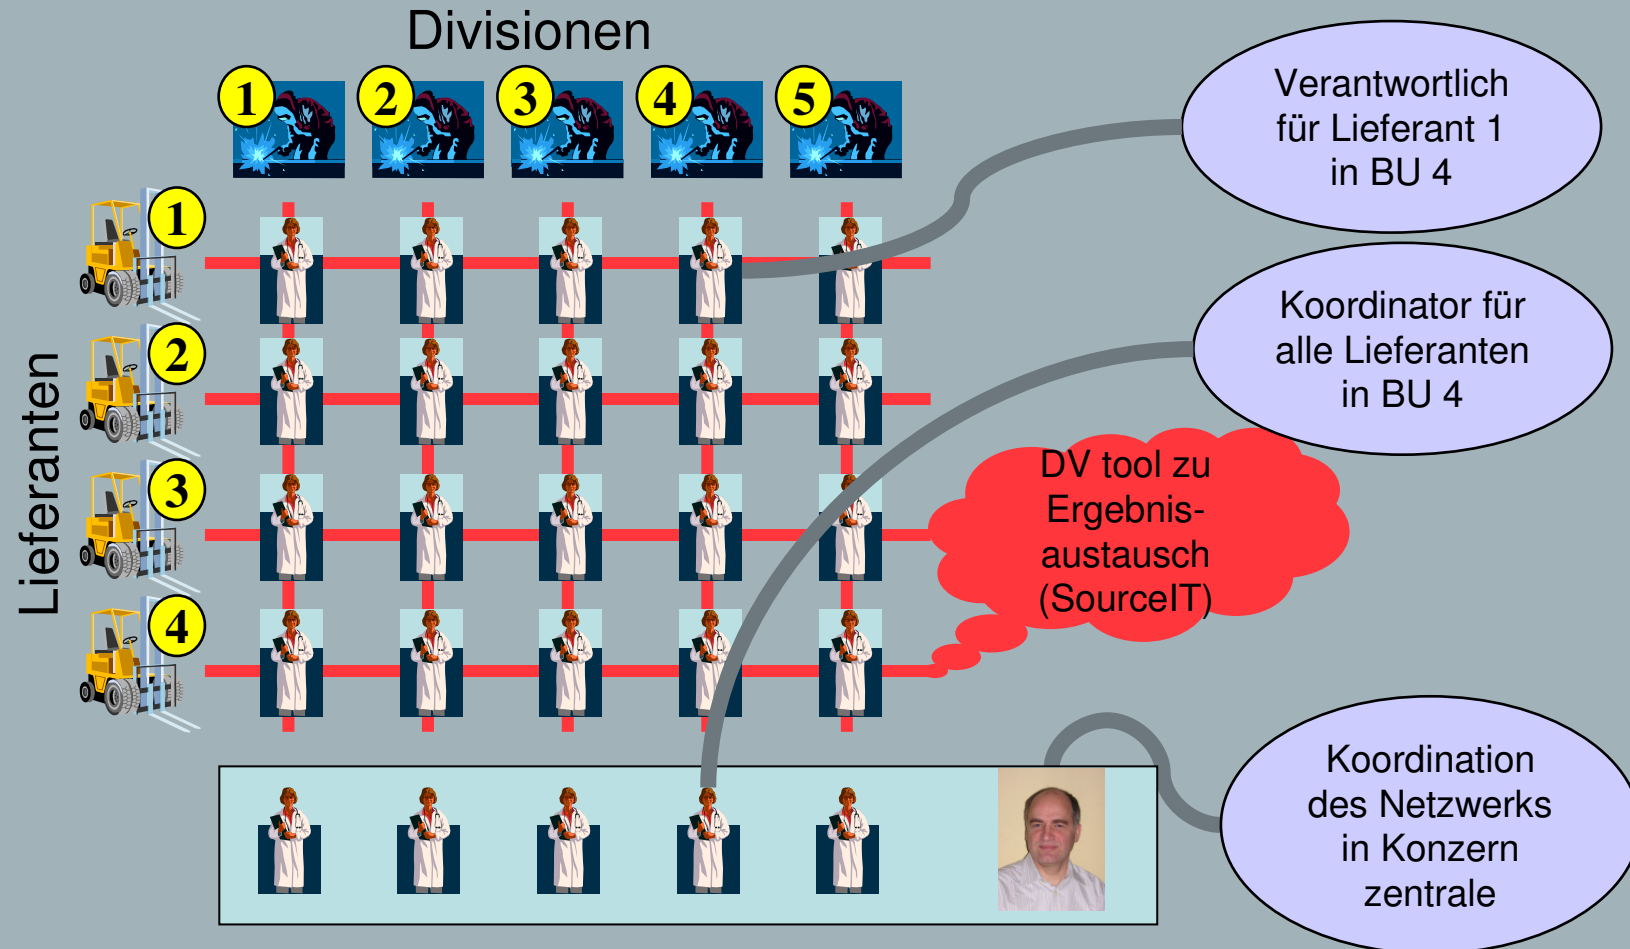 Divisionen
1 2 3 4 5
Lieferanten
1
2
3
4
Verantwortlich
für Lieferant 1
in BU 4
Koordinator für
alle Lieferanten
in BU 4
DV tool zu
Ergebnis-
austausch
(SourceIT)
Koordination
des Netzwerks
in Konzern
zentrale